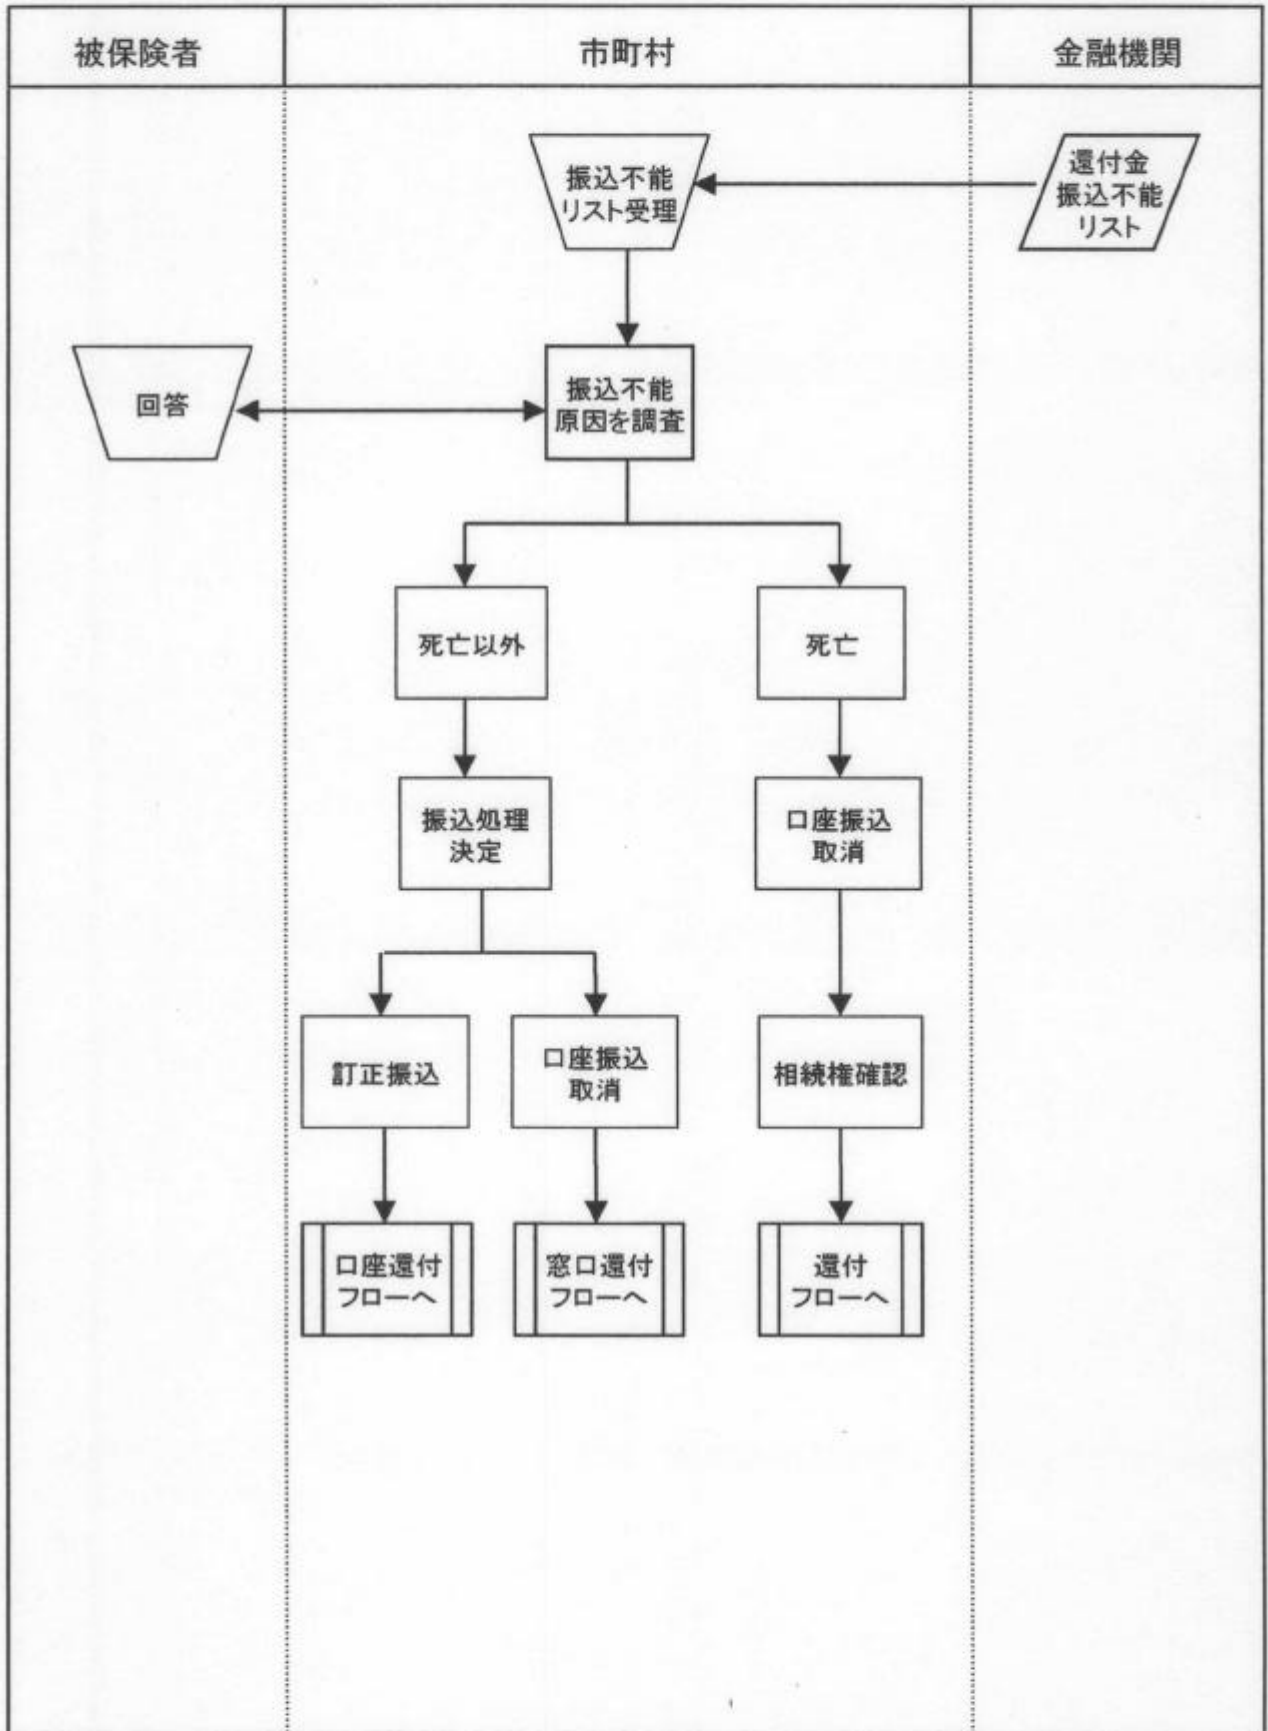 被保険者
市町村
金融機関
振込不能
リスト受理
還付金
振込不能
リスト
回答
振込不能
原因を調査
死亡以外
死亡
振込処理
決定
口座振込
取消
訂正振込
口座振込
取消
相続権確認
口座還付
フローへ
窓口還付
フローへ
還付
フローへ